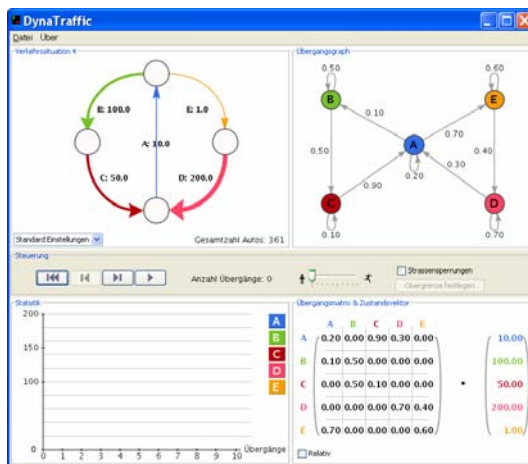 DynaTraffic
Datei Über
Verkehrssituation 4
B: 100.0
E: 1.0
A: 10.0
C: 50.0
D: 200.0
Standard Einstellungen
Gesamtzahl Autos: 361
Übergangsgraph
0.50
0.60
B
E
0.10
0.70
A
0.50
0.40
0.20
0.90
0.30
C
D
0.10
0.70
Steuerung
Anzahl Übergänge: 0
Strassensperrungen
Obergrenze festlegen
Statistik
200
150
100
0
0 1 2 3 4 5 6 7 8 9 10
Übergänge
A
B
C
D
E
Übergangsmatrix & Zustandsvektor
A B C D E
A 0.20 0.00 0.90 0.30 0.00 10.00
B 0.10 0.50 0.00 0.00 0.00 100.00
C 0.00 0.50 0.10 0.00 0.00 50.00
D 0.00 0.00 0.00 0.70 0.40 200.00
E 0.70 0.00 0.00 0.00 0.60 1.00
Relativ